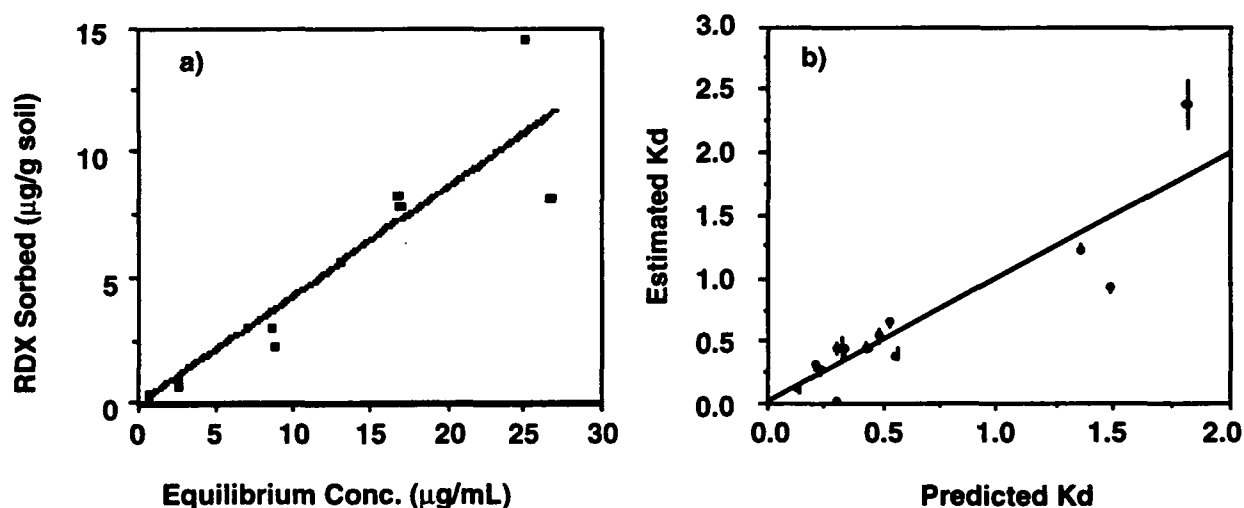 a)
RDX Sorbed (µg/g soil)
15
10
5
0
0 5 10 15 20 25 30
Equilibrium Conc. (µg/mL)
b)
Estimated Kd
3.0
2.5
2.0
1.5
1.0
0.5
0.0
0.0 0.5 1.0 1.5 2.0
Predicted Kd